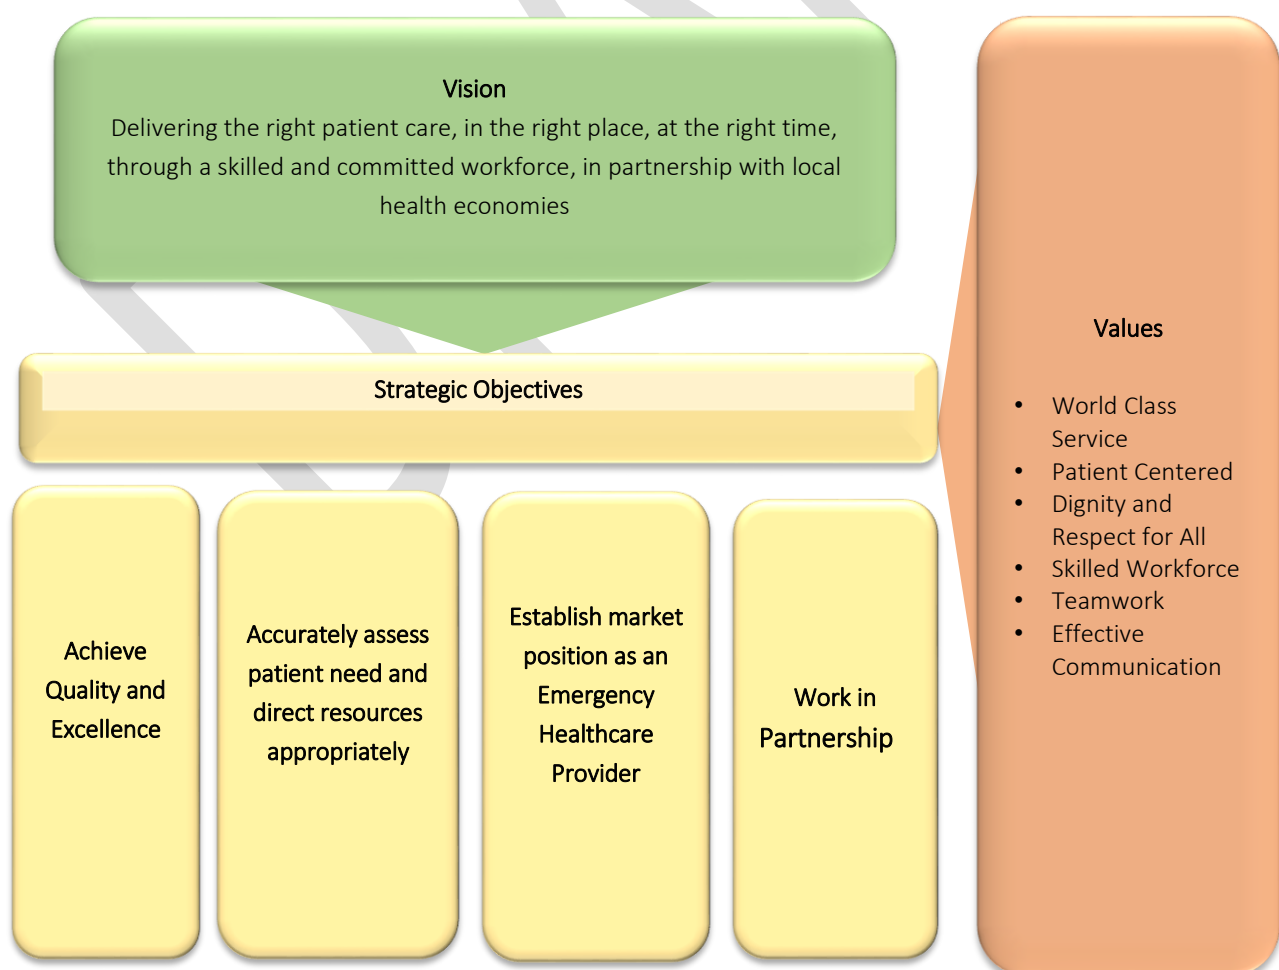 Vision
Delivering the right patient care, in the right place, at the right time,
through a skilled and committed workforce, in partnership with local
health economies
Strategic Objectives
Achieve
Quality and
Excellence
Accurately assess
patient need and
direct resources
appropriately
Establish market
position as an
Emergency
Healthcare
Provider
Work in
Partnership
Values
• World Class
Service
• Patient Centered
• Dignity and
Respect for All
• Skilled Workforce
• Teamwork
• Effective
Communication